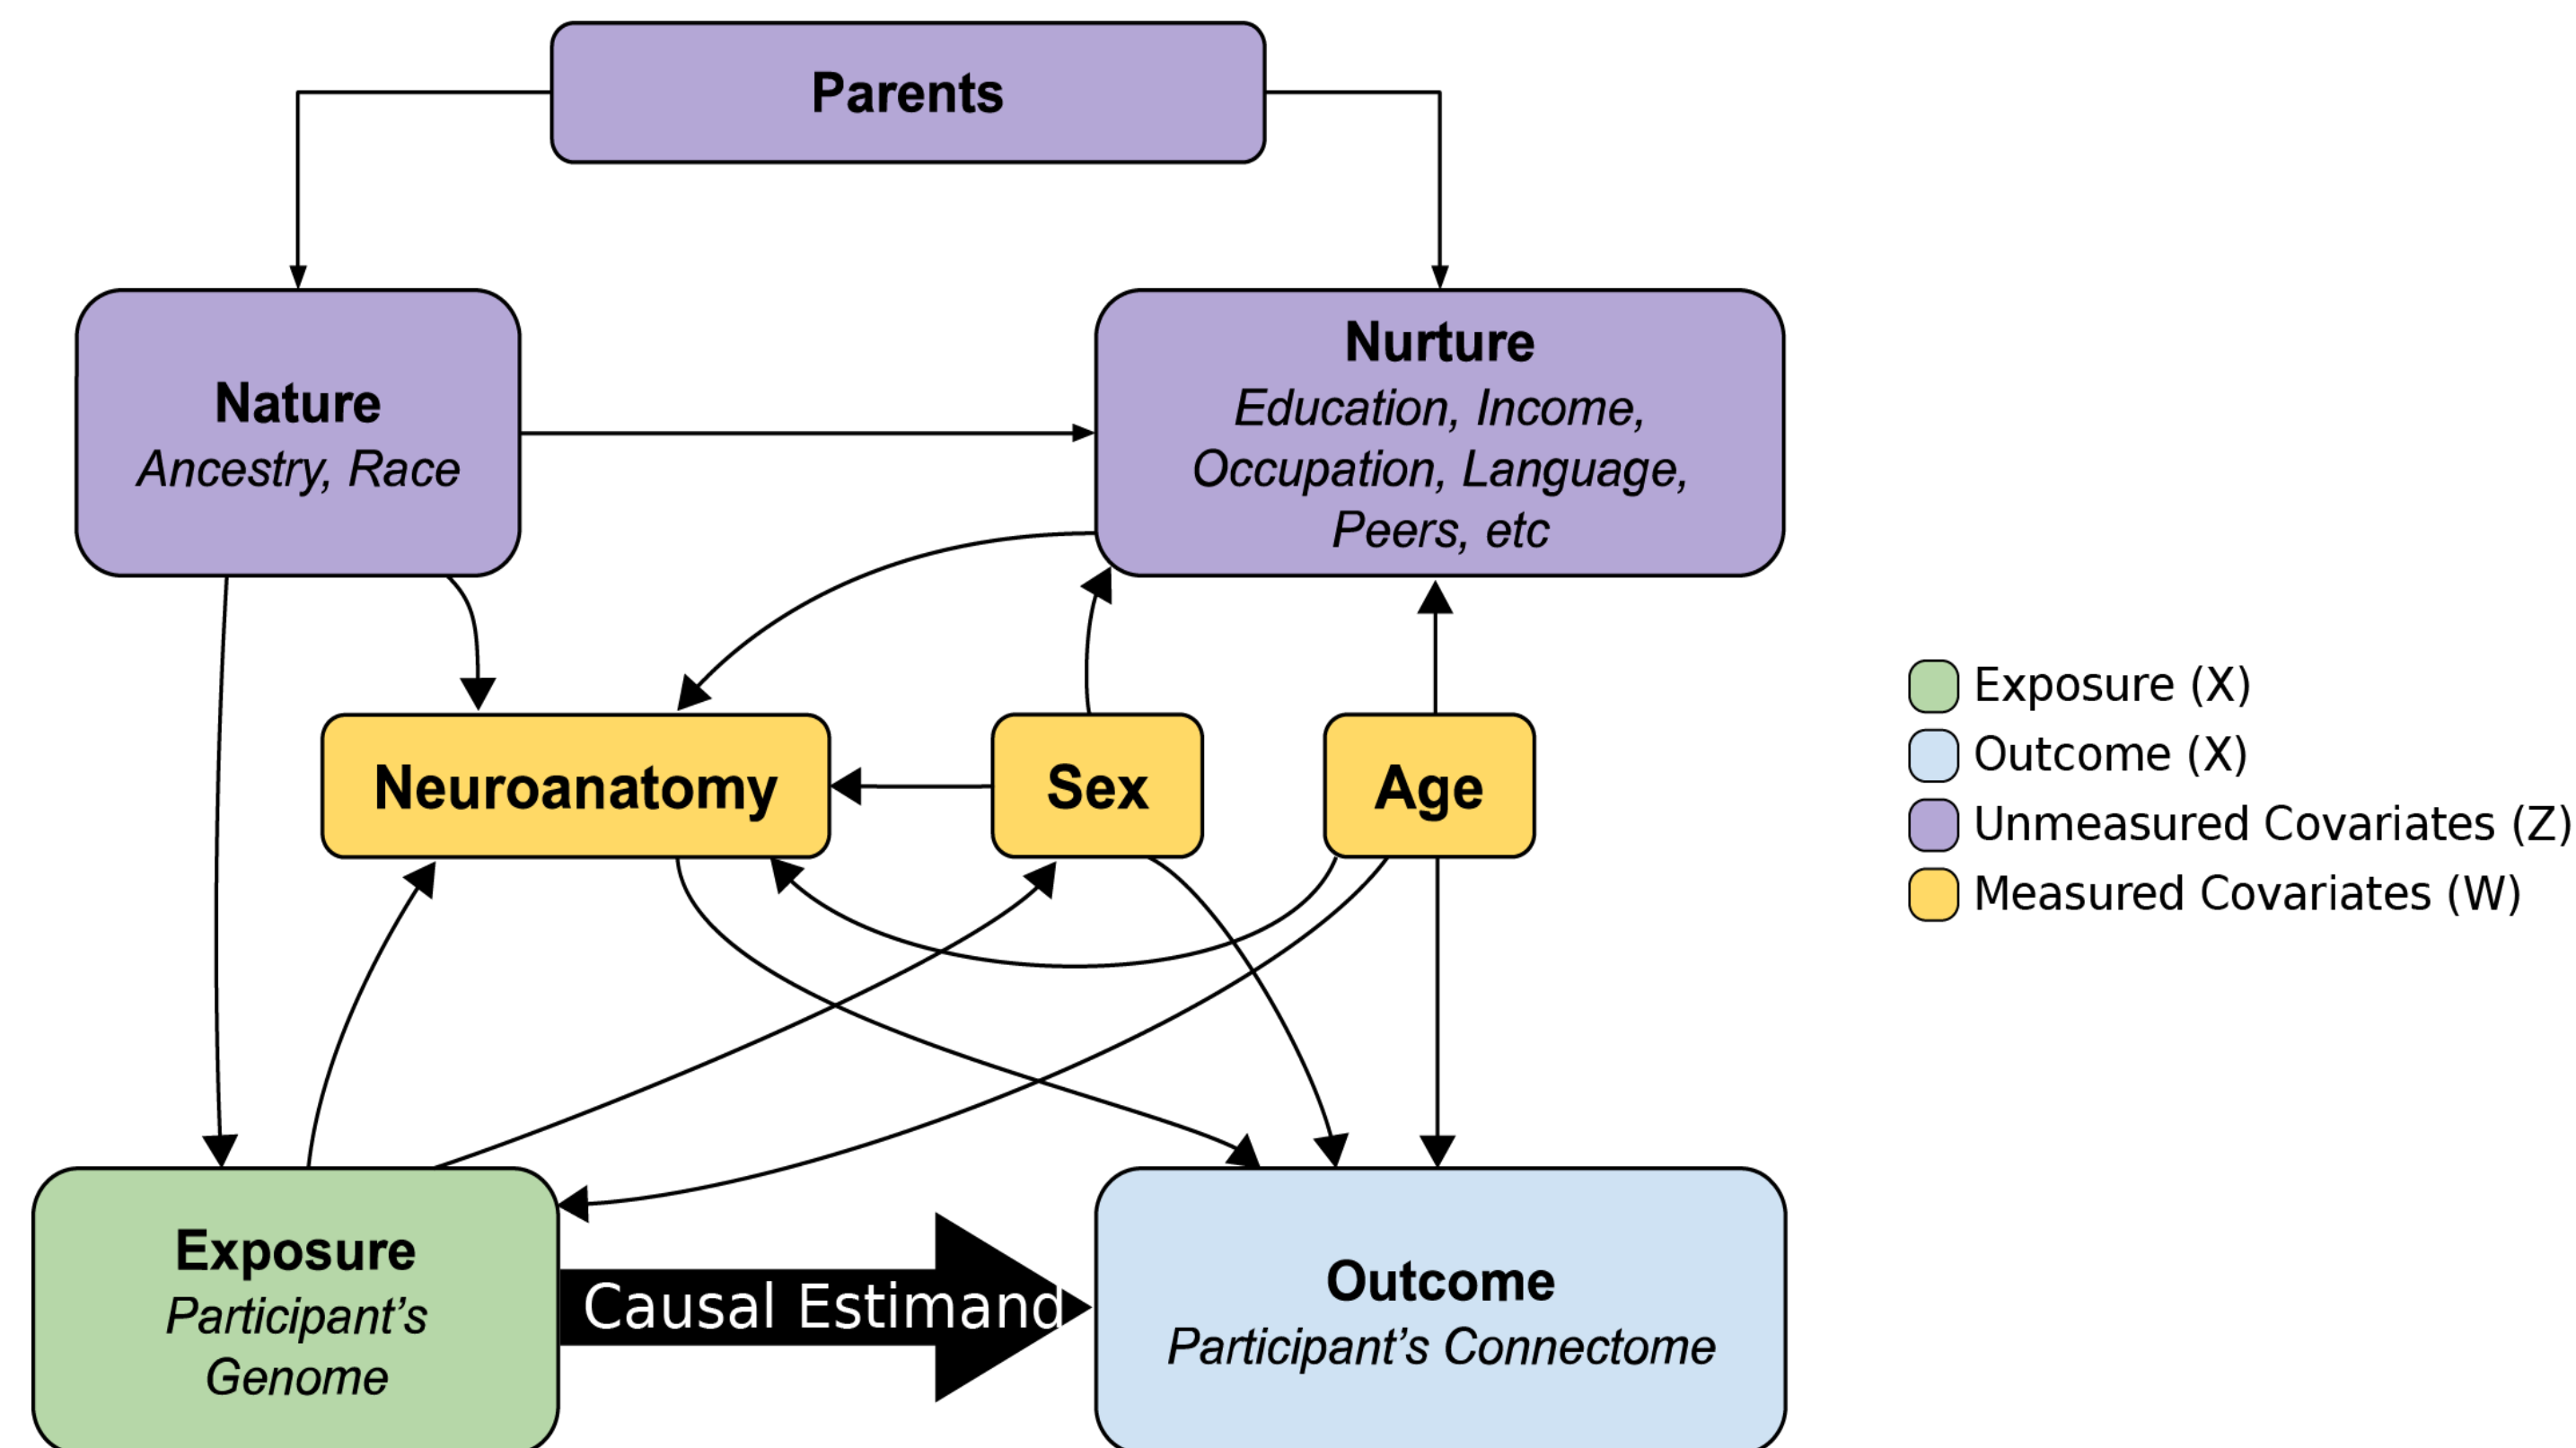 Parents
Nature
Ancestry, Race
Nurture
Education, Income,
Occupation, Language,
Peers, etc
Neuroanatomy
Sex
Age
Exposure (X)
Outcome (X)
Unmeasured Covariates (Z)
Measured Covariates (W)
Exposure
Participant’s
Genome
Causal Estimand
Outcome
Participant’s Connectome